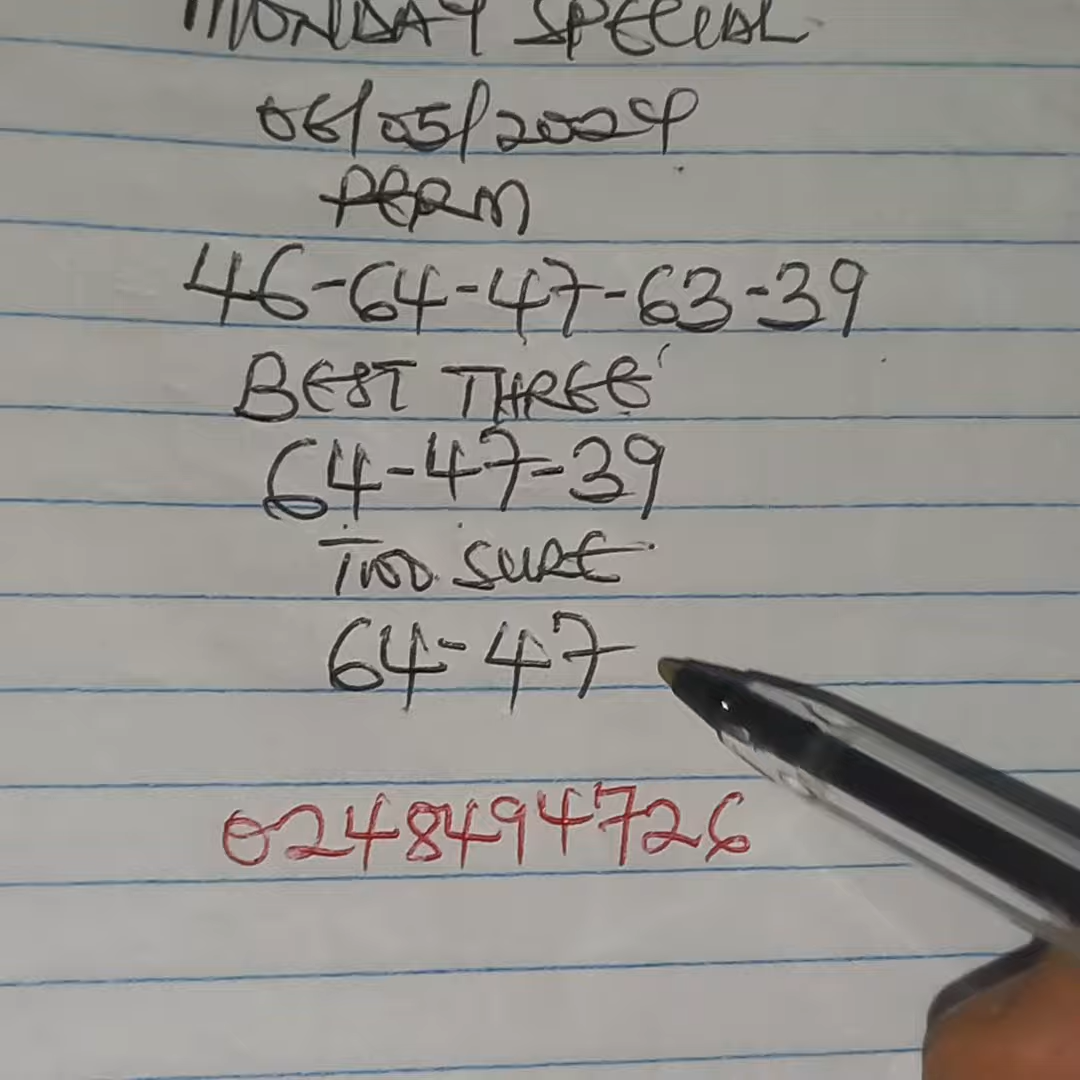 MONDAY SPECIAL
06/05/2024
PERM
46-64-47-63-39
BEST THREE
64-47-39
TWO SURE
64-47
0248494726